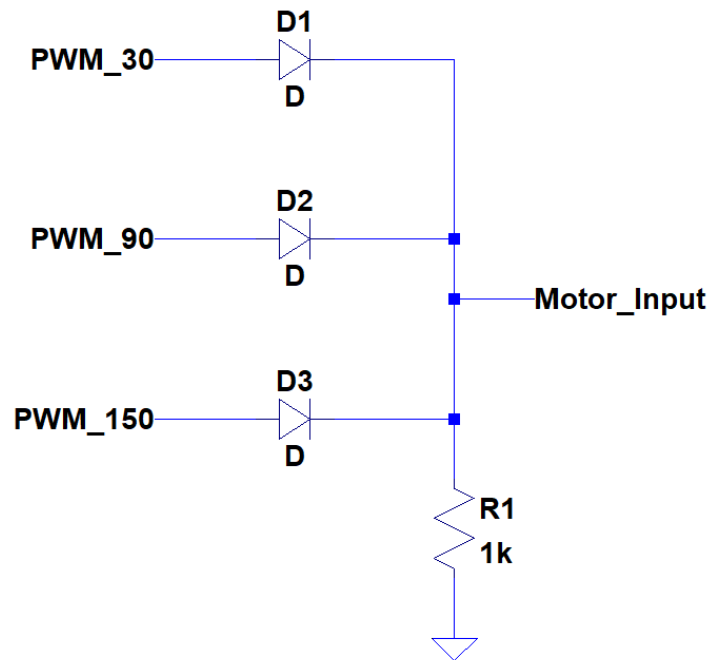 D1
PWM_30
D
D2
PWM_90
D
Motor_Input
D3
PWM_150
D
R1
1k